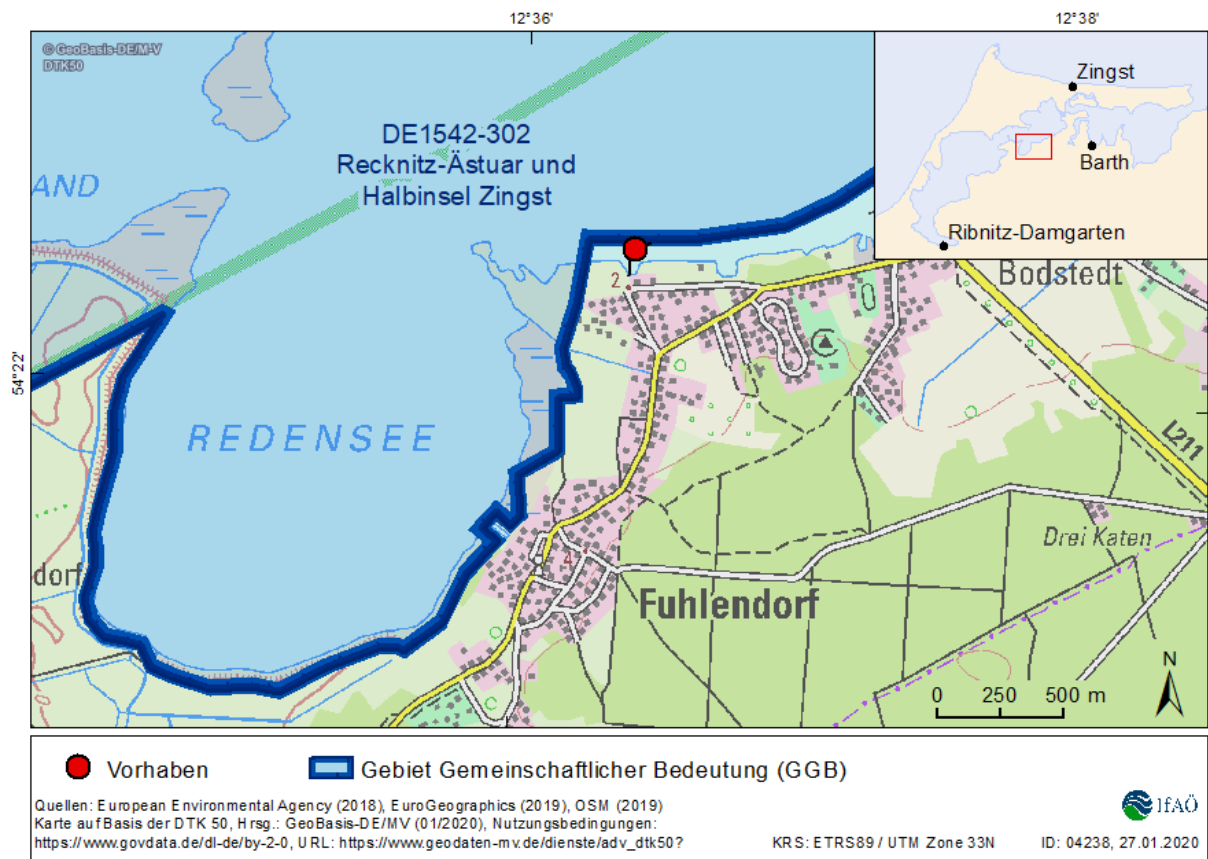 12°36'
12°38'
© GeoBasis-DE/M-V
DTK50
Zingst
DE1542-302
Recknitz-Ästuar und
Halbinsel Zingst
Barth
AND
Ribnitz-Damgarten
Bodstedt
2
54°22'
REDENSEE
L211
Drei Katen
4
dorf
Fuhlendorf
N
0 250 500 m
Vorhaben
Gebiet Gemeinschaftlicher Bedeutung (GGB)
Quellen: European Environmental Agency (2018), EuroGeographics (2019), OSM (2019)
Karte auf Basis der DTK 50, Hrsg.: GeoBasis-DE/MV (01/2020), Nutzungsbedingungen:
https://www.govdata.de/dl-de/by-2-0, URL: https://www.geodaten-mv.de/dienste/adv_dtk50?
KRS: ETRS89 / UTM Zone 33N
ID: 04238, 27.01.2020
IfAÖ